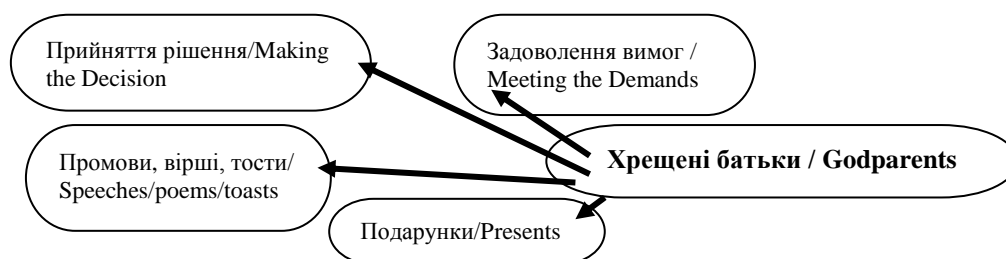 Прийняття рішення/Making
the Decision
Задоволення вимог /
Meeting the Demands
Хрещені батьки / Godparents
Промови, вірші, тости/
Speeches/poems/toasts
Подарунки/Presents